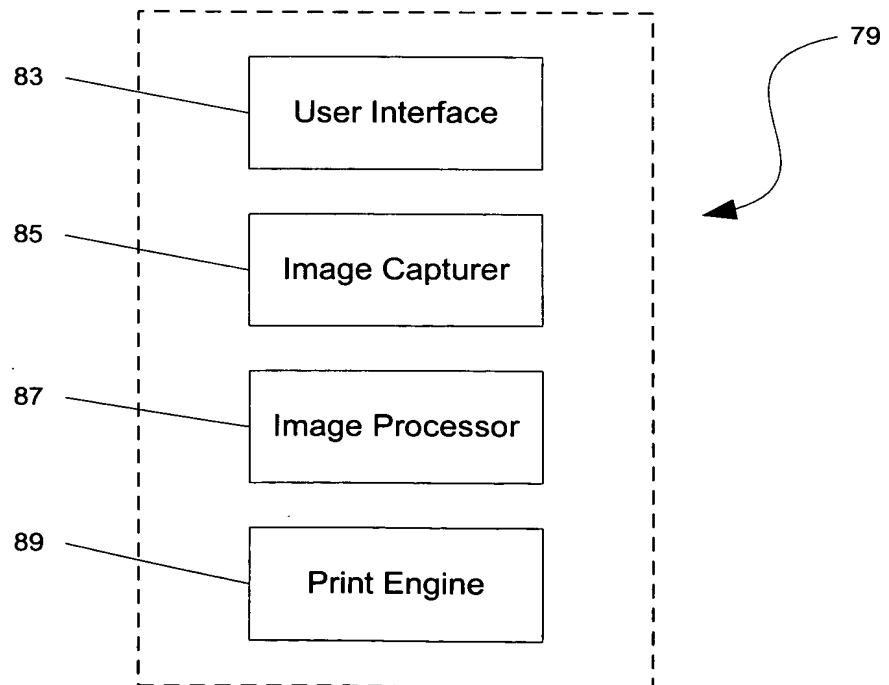 79
83
User Interface
85
Image Capturer
87
Image Processor
89
Print Engine